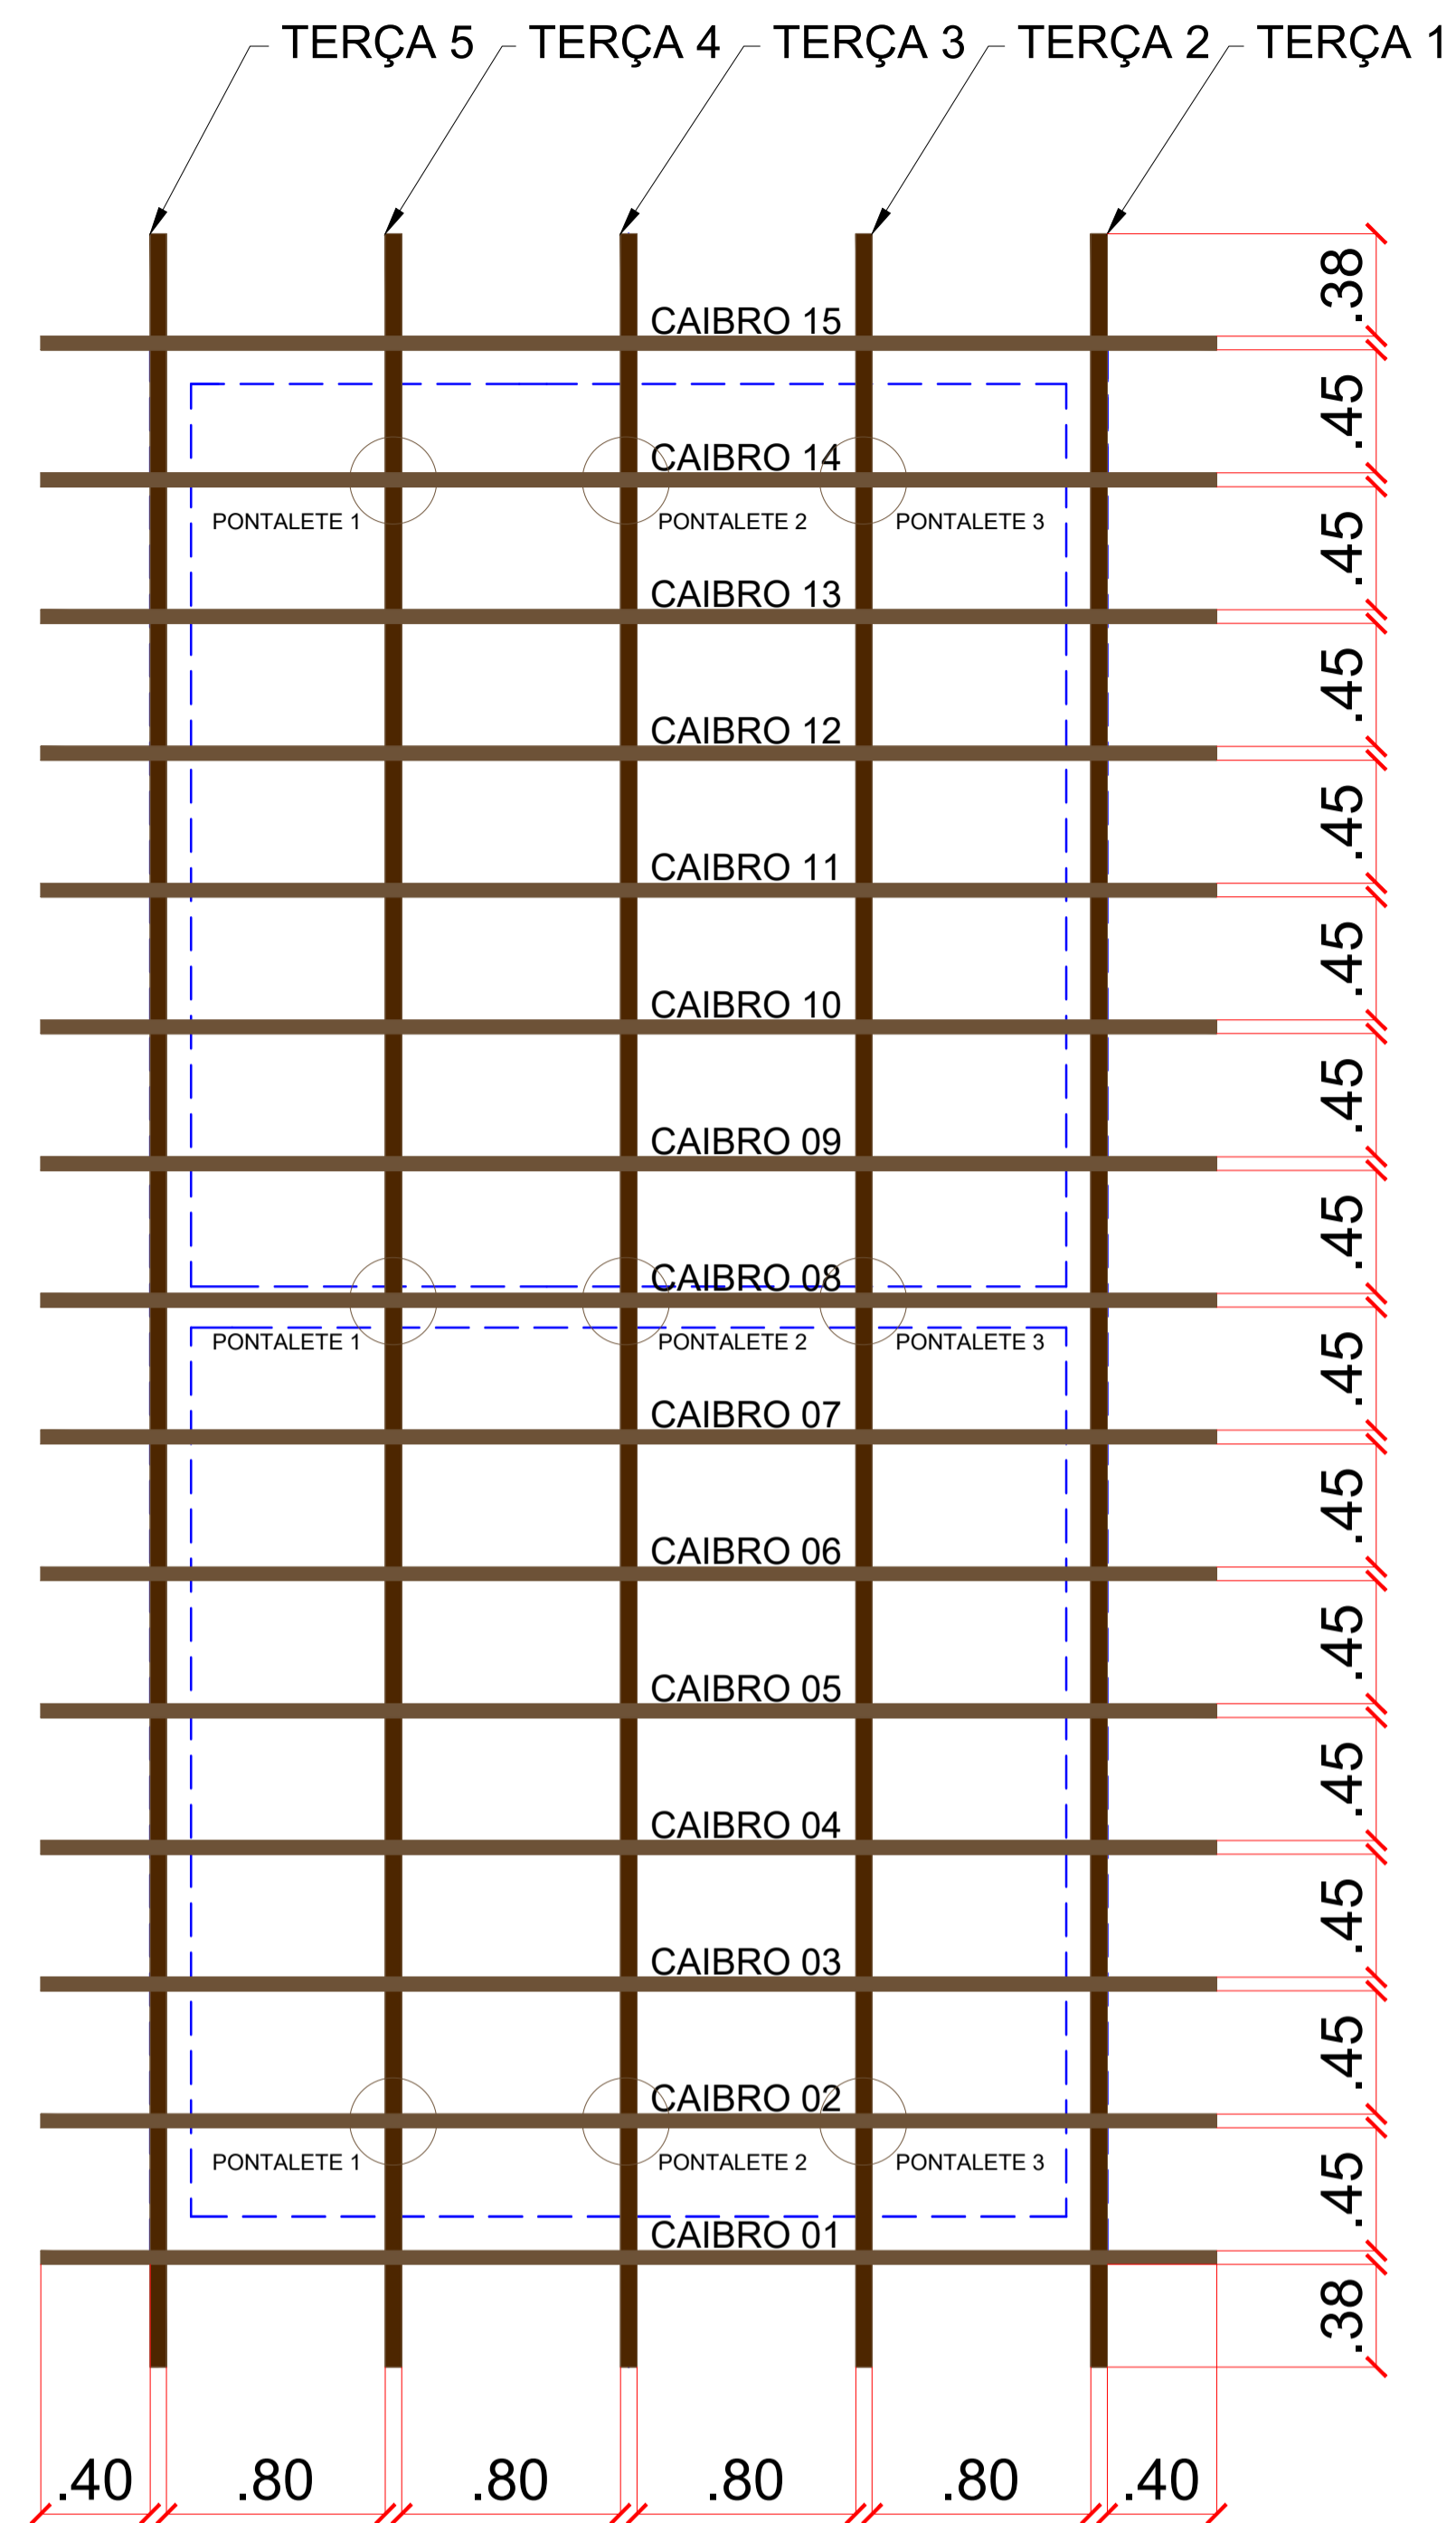 TERÇA 5
TERÇA 4
TERÇA 3
TERÇA 2
TERÇA 1
.38
CAIBRO 15
.45
CAIBRO 14
PONTALETE 1
PONTALETE 2
PONTALETE 3
.45
CAIBRO 13
.45
CAIBRO 12
.45
CAIBRO 11
.45
CAIBRO 10
.45
CAIBRO 09
.45
CAIBRO 08
PONTALETE 1
PONTALETE 2
PONTALETE 3
.45
CAIBRO 07
.45
CAIBRO 06
.45
CAIBRO 05
.45
CAIBRO 04
.45
CAIBRO 03
.45
CAIBRO 02
PONTALETE 1
PONTALETE 2
PONTALETE 3
.45
CAIBRO 01
.38
.40
.80
.80
.80
.80
.40